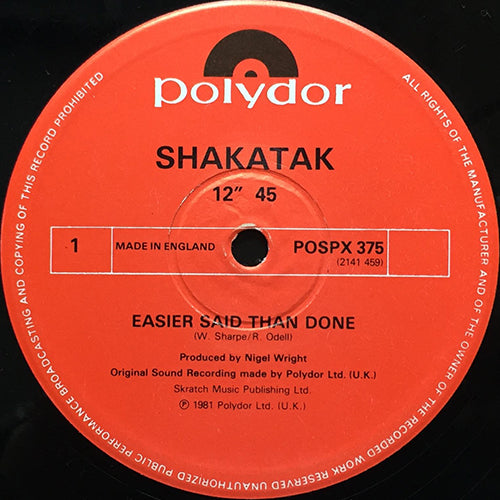 polydor
SHAKATAK
12" 45
1
MADE IN ENGLAND
POSPX 375
(2141 459)
EASIER SAID THAN DONE
(W. Sharpe/R. Odell)
Produced by Nigel Wright
Original Sound Recording made by Polydor Ltd. (U.K.)
Skratch Music Publishing Ltd.
℗ 1981 Polydor Ltd. (U.K.)
ALL RIGHTS OF THE MANUFACTURER AND OF THE OWNER OF THE RECORDED WORK RESERVED UNAUTHORIZED PUBLIC PERFORMANCE BROADCASTING AND COPYING OF THIS RECORD PROHIBITED